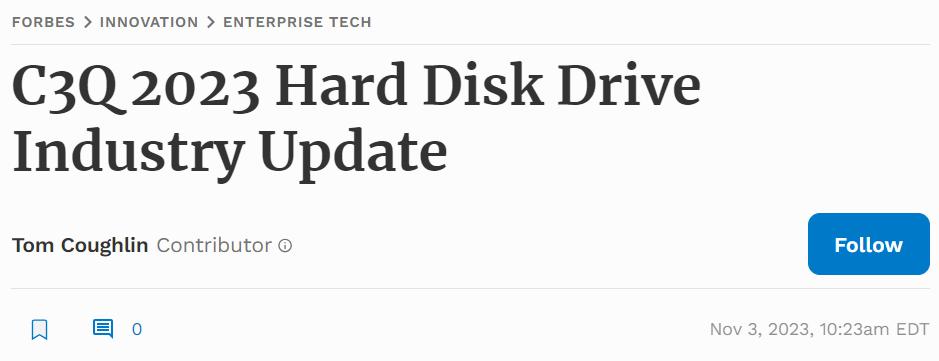 FORBES > INNOVATION > ENTERPRISE TECH
C3Q 2023 Hard Disk Drive
Industry Update
Tom Coughlin Contributor
Follow
0
Nov 3, 2023, 10:23am EDT